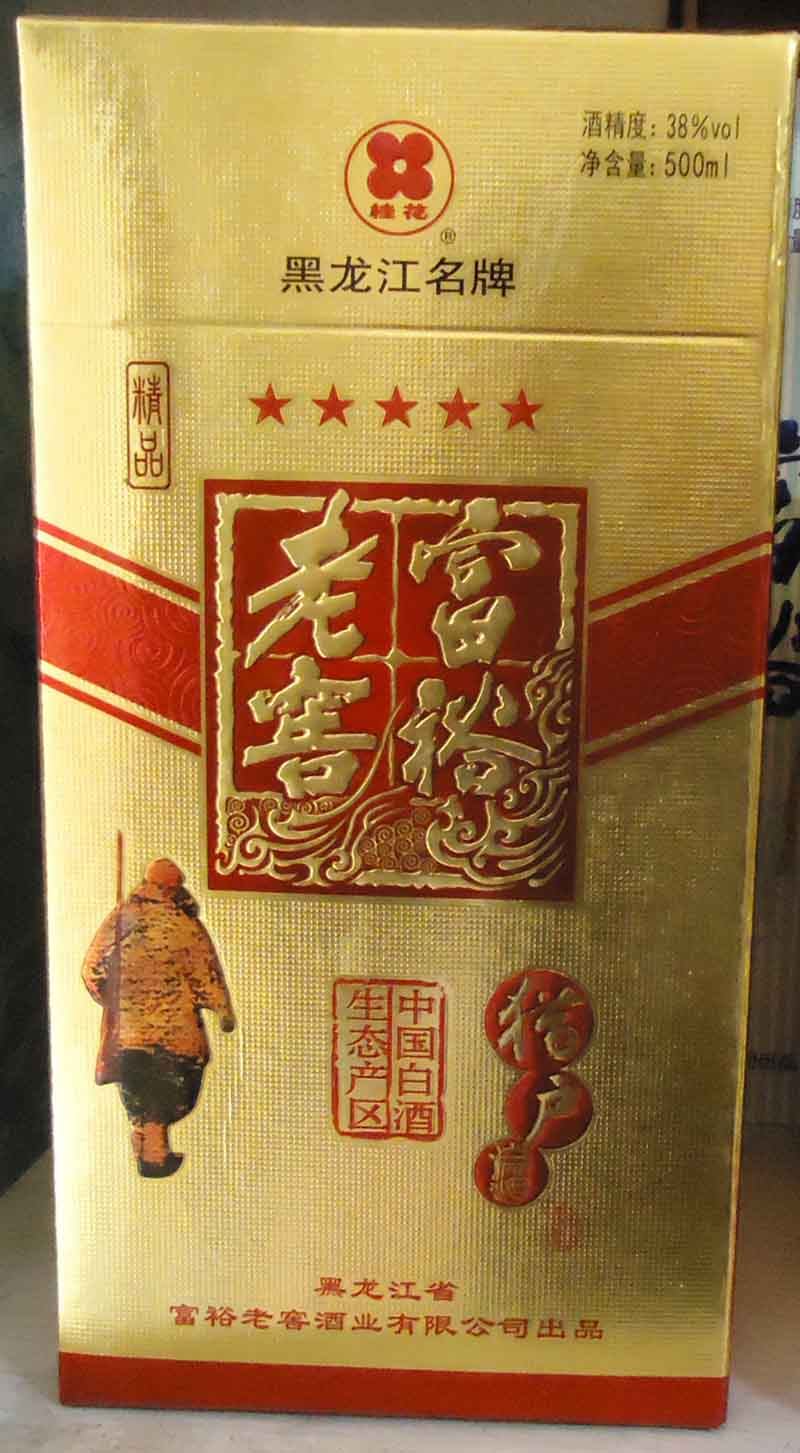 酒精度：38%vol
净含量：500ml
桂花
®
黑龙江名牌
精品
富裕
老窖
中国白酒
生态产区
猎户
黑龙江省
富裕老窖酒业有限公司出品